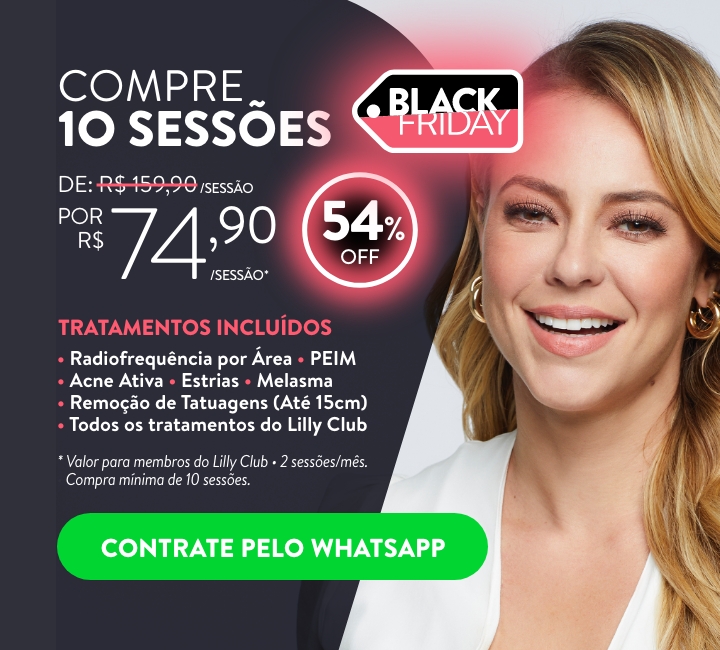 COMPRE
10 SESSÕES
BLACK
FRIDAY
DE: R$ 159,90 /SESSÃO
POR
R$ 74,90
/SESSÃO*
54%
OFF
TRATAMENTOS INCLUÍDOS
• Radiofrequência por Área • PEIM
• Acne Ativa • Estrias • Melasma
• Remoção de Tatuagens (Até 15cm)
• Todos os tratamentos do Lilly Club
* Valor para membros do Lilly Club • 2 sessões/mês.
Compra mínima de 10 sessões.
CONTRATE PELO WHATSAPP